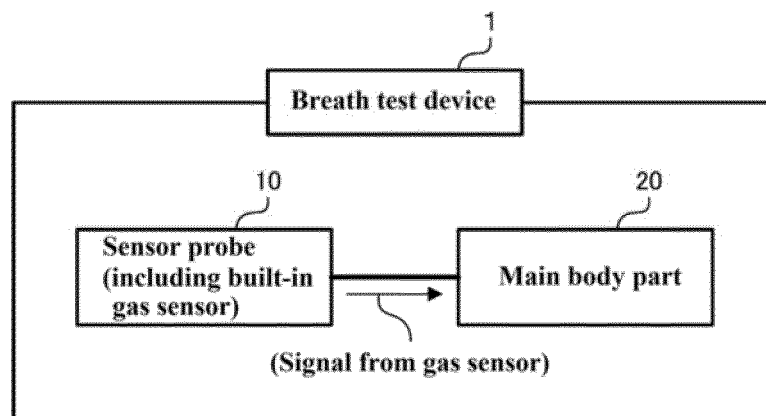 1
Breath test device
10
20
Sensor probe
(including built-in
gas sensor)
Main body part
(Signal from gas sensor)